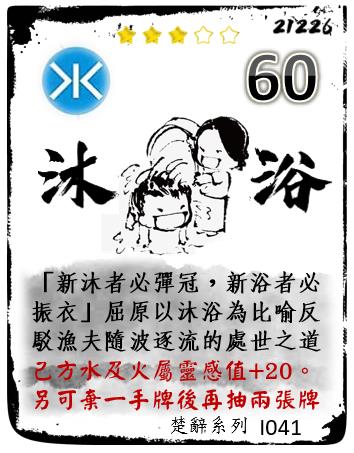 21226
60
沐浴
「新沐者必彈冠，新浴者必
振衣」屈原以沐浴為比喻反
駁漁夫隨波逐流的處世之道
己方水及火屬靈感值+20。
另可棄一手牌後再抽兩張牌
楚辭系列 I041